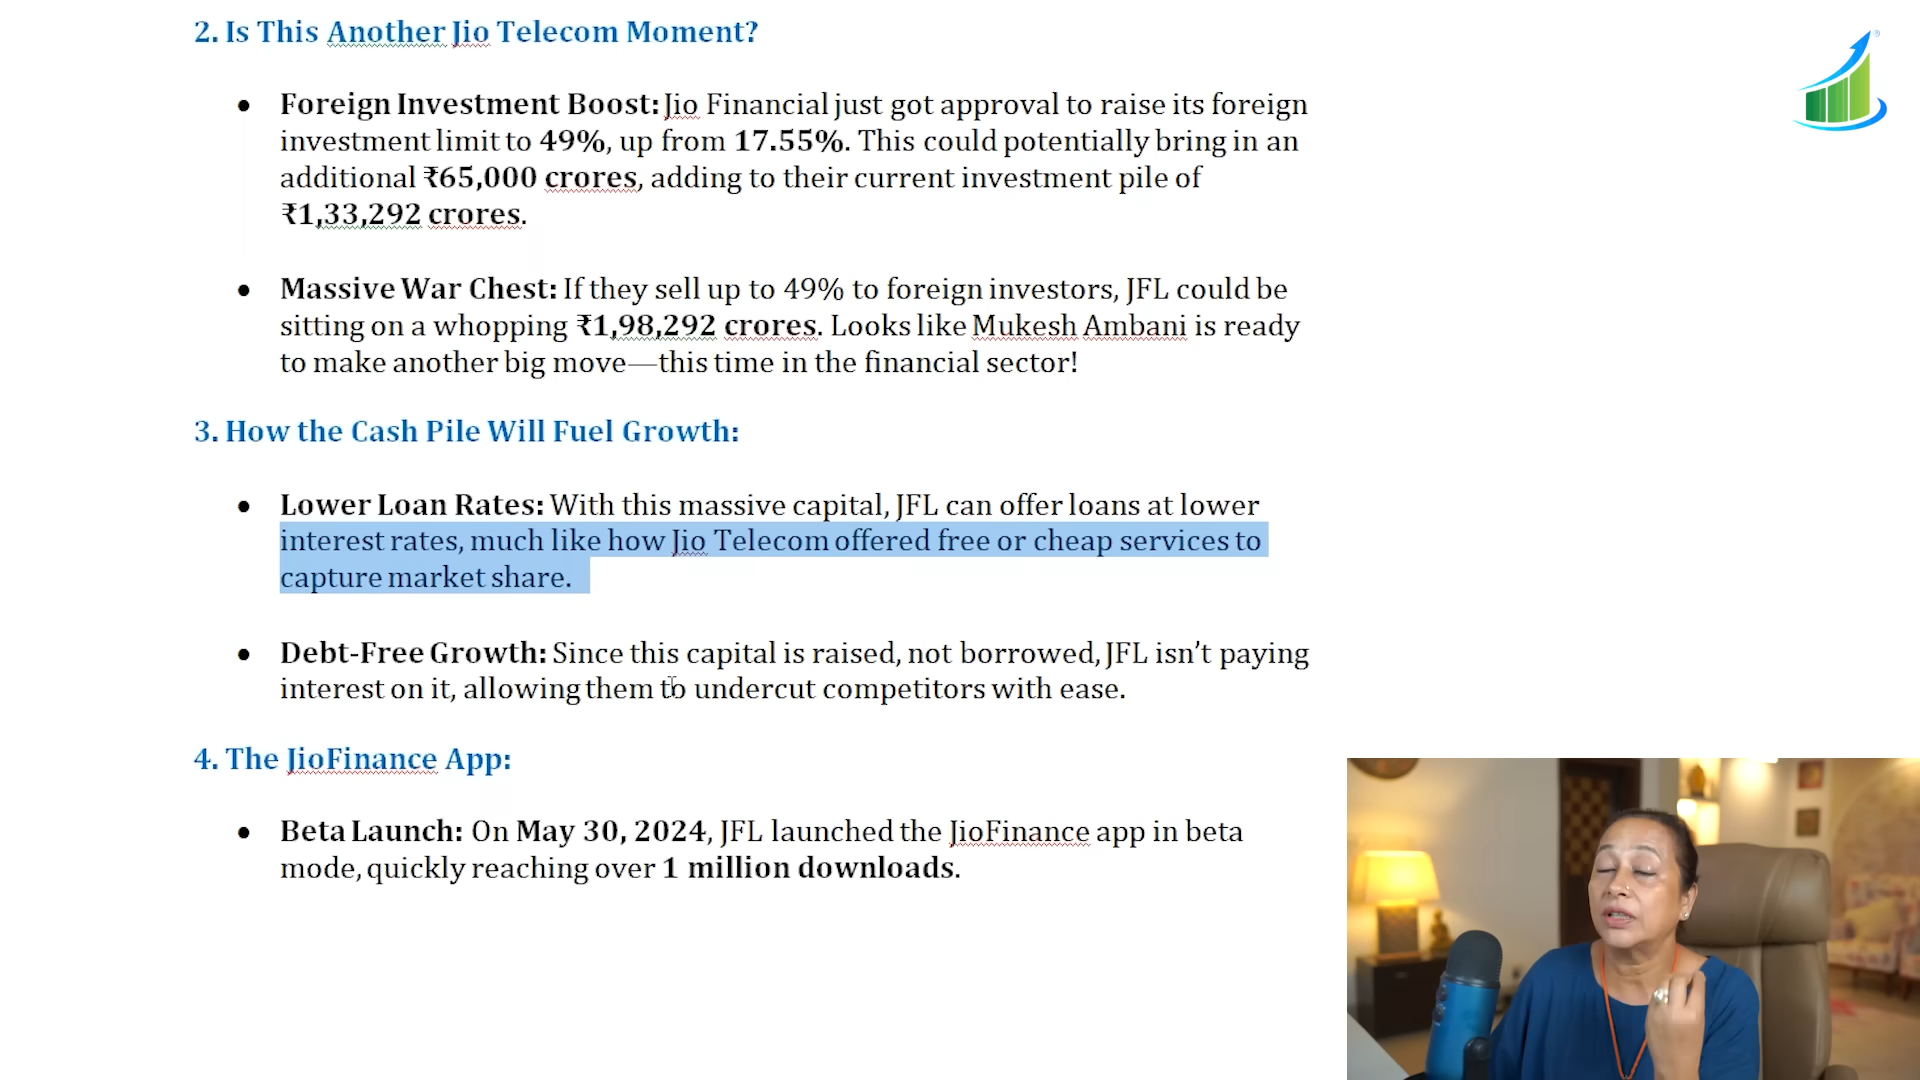 2. Is This Another Jio Telecom Moment?
• Foreign Investment Boost: Jio Financial just got approval to raise its foreign
investment limit to 49%, up from 17.55%. This could potentially bring in an
additional ₹65,000 crores, adding to their current investment pile of
₹1,33,292 crores.
• Massive War Chest: If they sell up to 49% to foreign investors, JFL could be
sitting on a whopping ₹1,98,292 crores. Looks like Mukesh Ambani is ready
to make another big move—this time in the financial sector!
3. How the Cash Pile Will Fuel Growth:
• Lower Loan Rates: With this massive capital, JFL can offer loans at lower
interest rates, much like how Jio Telecom offered free or cheap services to
capture market share.
• Debt-Free Growth: Since this capital is raised, not borrowed, JFL isn’t paying
interest on it, allowing them to undercut competitors with ease.
4. The JioFinance App:
• Beta Launch: On May 30, 2024, JFL launched the JioFinance app in beta
mode, quickly reaching over 1 million downloads.
®